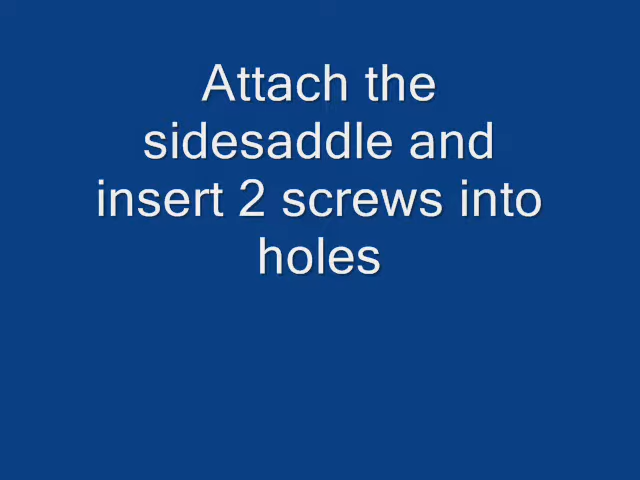 Attach the
sidesaddle and
insert 2 screws into
holes